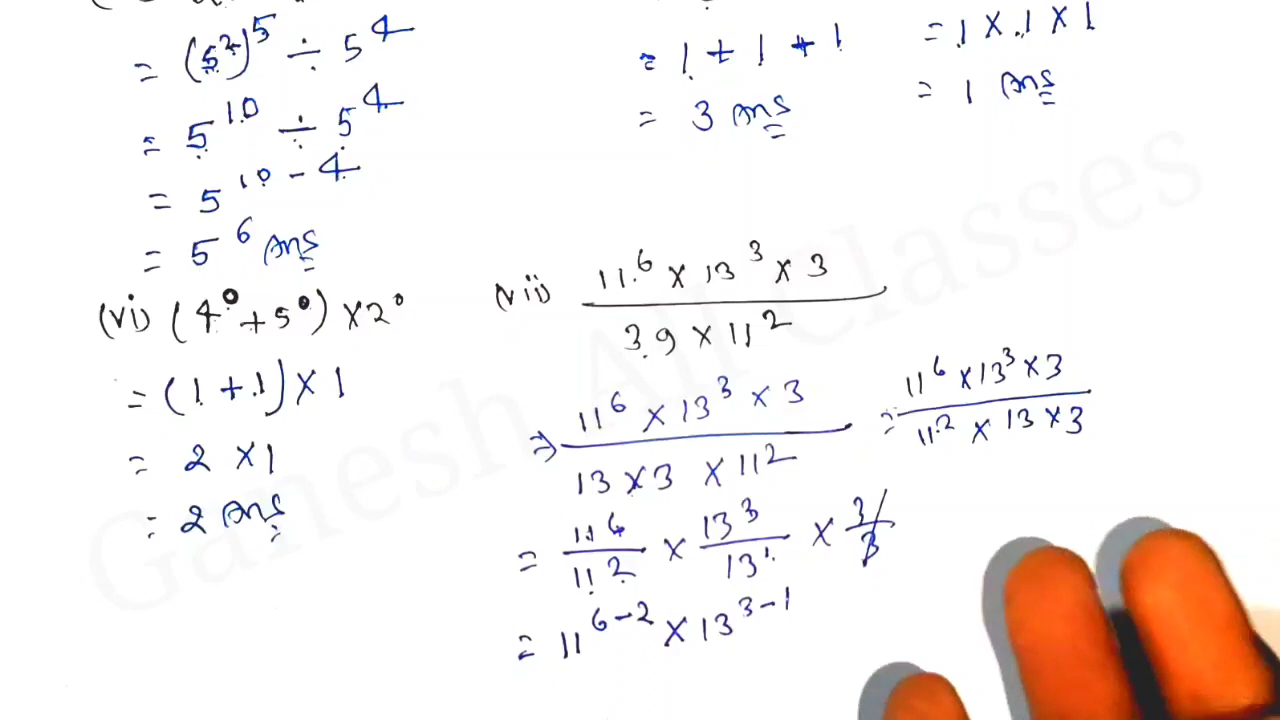 = (5²)⁵ ÷ 5⁴
= 5¹⁰ ÷ 5⁴
= 5¹⁰⁻⁴
= 5⁶ Ans
= 1 + 1 + 1
= 3 Ans
= 1 × 1 × 1
= 1 Ans
(vi) (4⁰ + 5⁰) × 2⁰
= (1 + 1) × 1
= 2 × 1
= 2 Ans
(vii) 11⁶ × 13³ × 3
39 × 11²
⇒ 11⁶ × 13³ × 3
13 × 3 × 11²
= 11⁶ × 13³ × 3
11² × 13 × 3
= 11⁶/11² × 13³/13¹ × 3/3
= 11⁶⁻² × 13³⁻¹
Ganesh All Classes